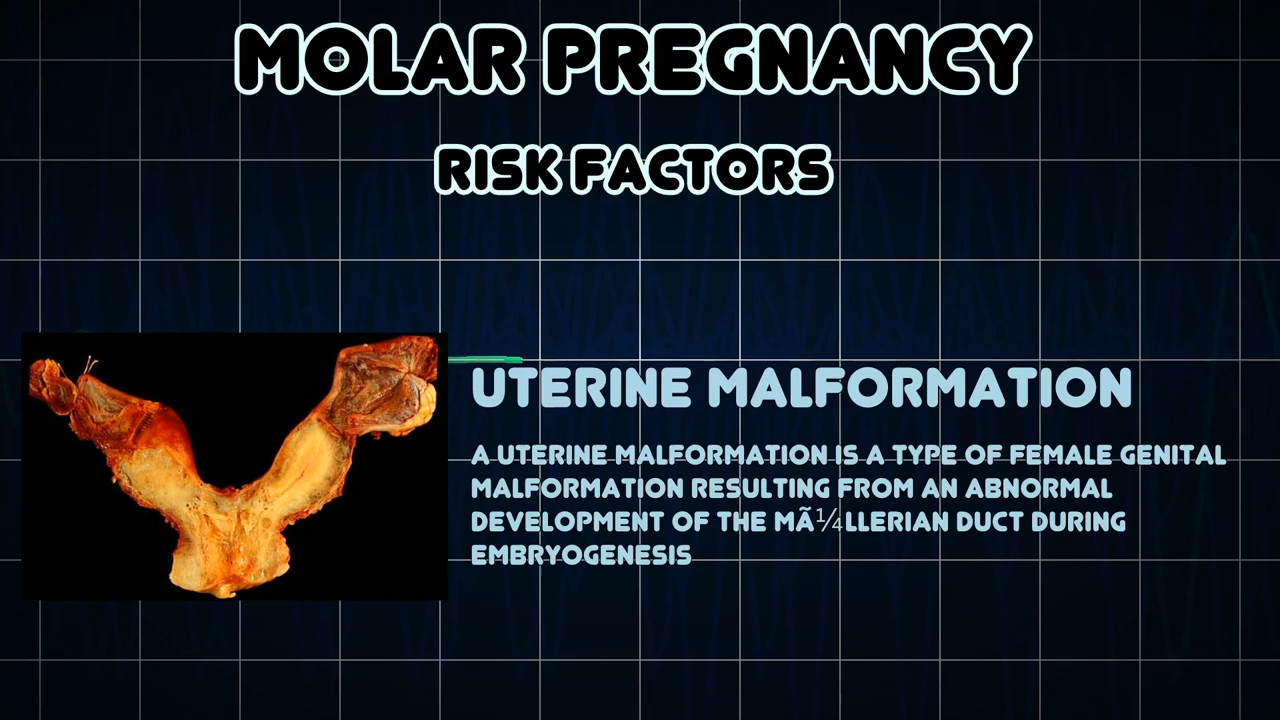 MOLAR PREGNANCY
RISK FACTORS
UTERINE MALFORMATION
A UTERINE MALFORMATION IS A TYPE OF FEMALE GENITAL
MALFORMATION RESULTING FROM AN ABNORMAL
DEVELOPMENT OF THE MÃ¼LLERIAN DUCT DURING
EMBRYOGENESIS